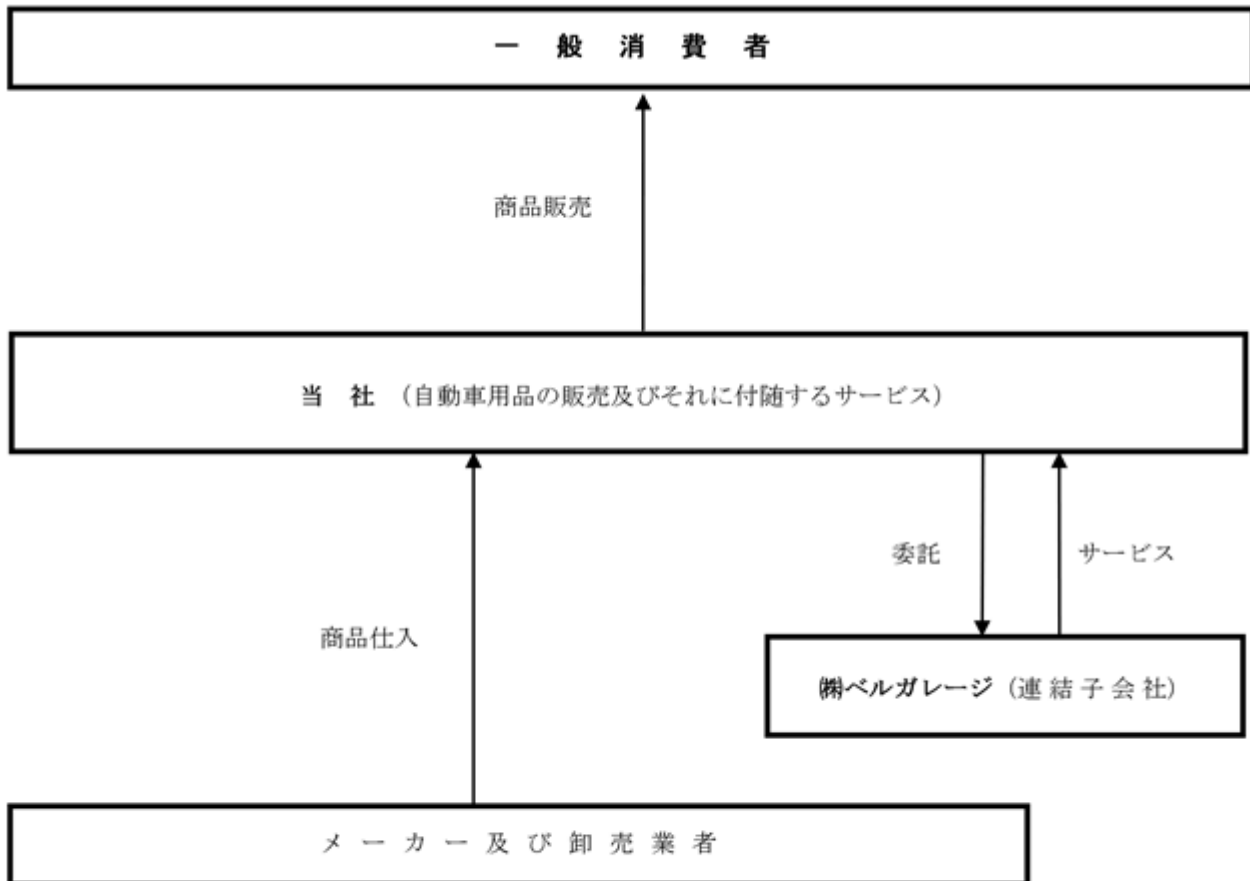 一般消費者
商品販売
当社 (自動車用品の販売及びそれに付随するサービス)
委託 サービス
商品仕入
㈱ベルガレージ (連結子会社)
メーカー及び卸売業者